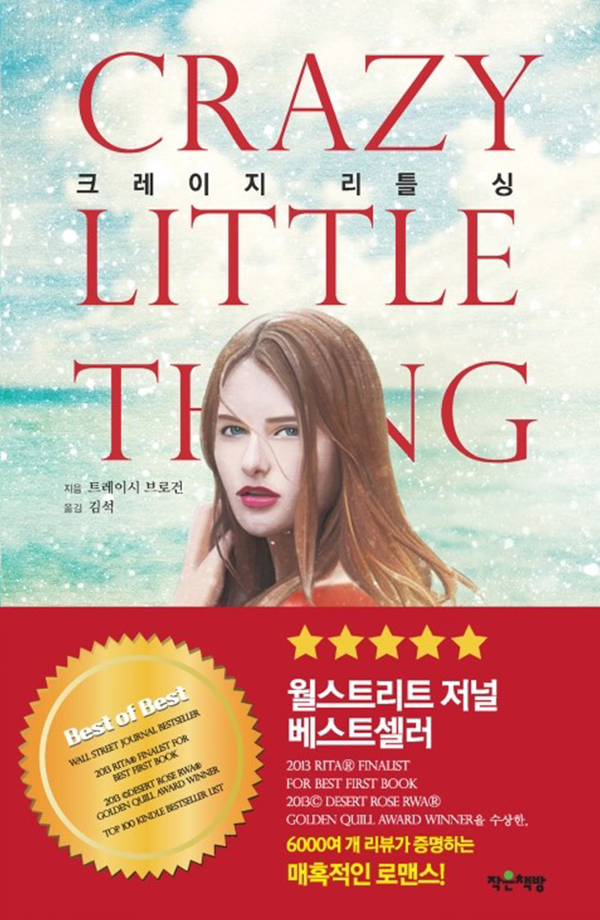 CRAZY
크레이지 리틀 싱
LITTLE
THING
지음 트레이시 브로건
옮김 김석
Best of Best
WALL STREET JOURNAL BESTSELLER
2013 RITA® FINALIST FOR
BEST FIRST BOOK
2013 ©DESERT ROSE RWA®
GOLDEN QUILL AWARD WINNER
TOP 100 KINDLE BESTSELLER LIST
월스트리트 저널
베스트셀러
2013 RITA® FINALIST
FOR BEST FIRST BOOK
2013© DESERT ROSE RWA®
GOLDEN QUILL AWARD WINNER을 수상한,
6000여 개 리뷰가 증명하는
매혹적인 로맨스!
작은책방